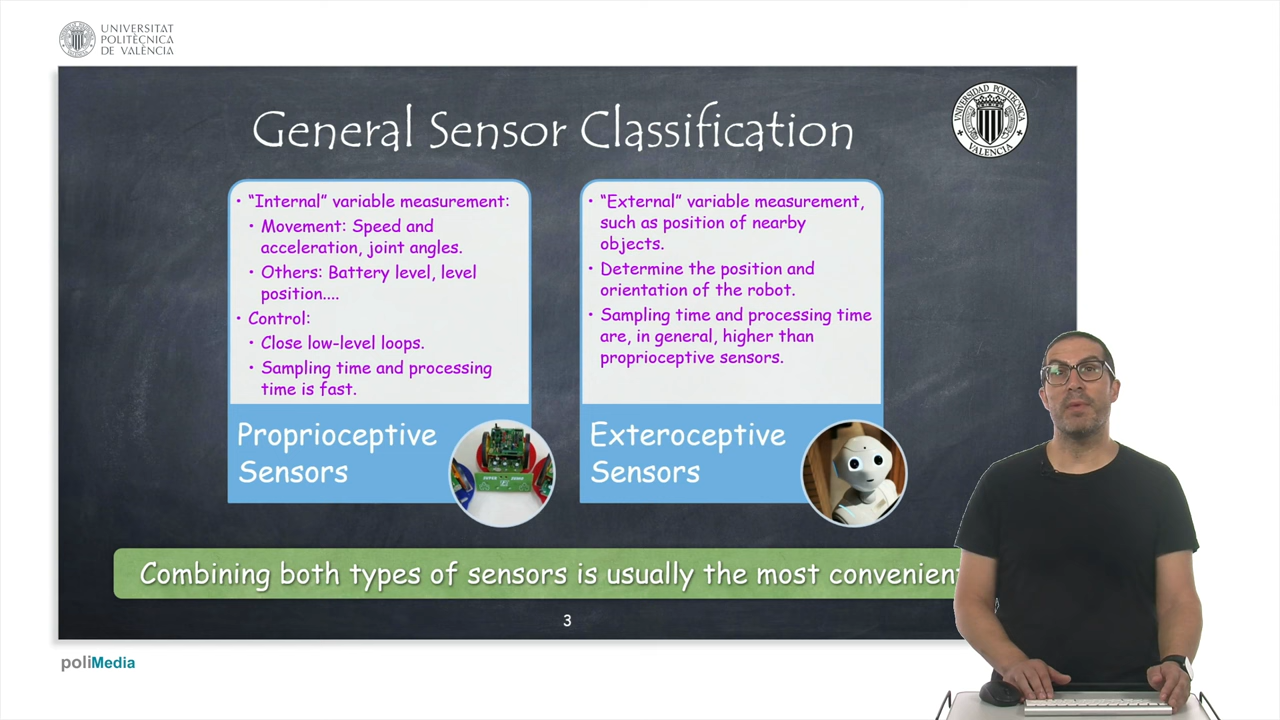 UNIVERSITAT
POLITÈCNICA
DE VALÈNCIA
General Sensor Classification
UNIVERSIDAD POLITECNICA
VALENCIA
• “Internal” variable measurement:
• Movement: Speed and
acceleration, joint angles.
• Others: Battery level, level
position....
• Control:
• Close low-level loops.
• Sampling time and processing
time is fast.
Proprioceptive
Sensors
• “External” variable measurement,
such as position of nearby
objects.
• Determine the position and
orientation of the robot.
• Sampling time and processing time
are, in general, higher than
proprioceptive sensors.
Exteroceptive
Sensors
Combining both types of sensors is usually the most convenient
3
poliMedia